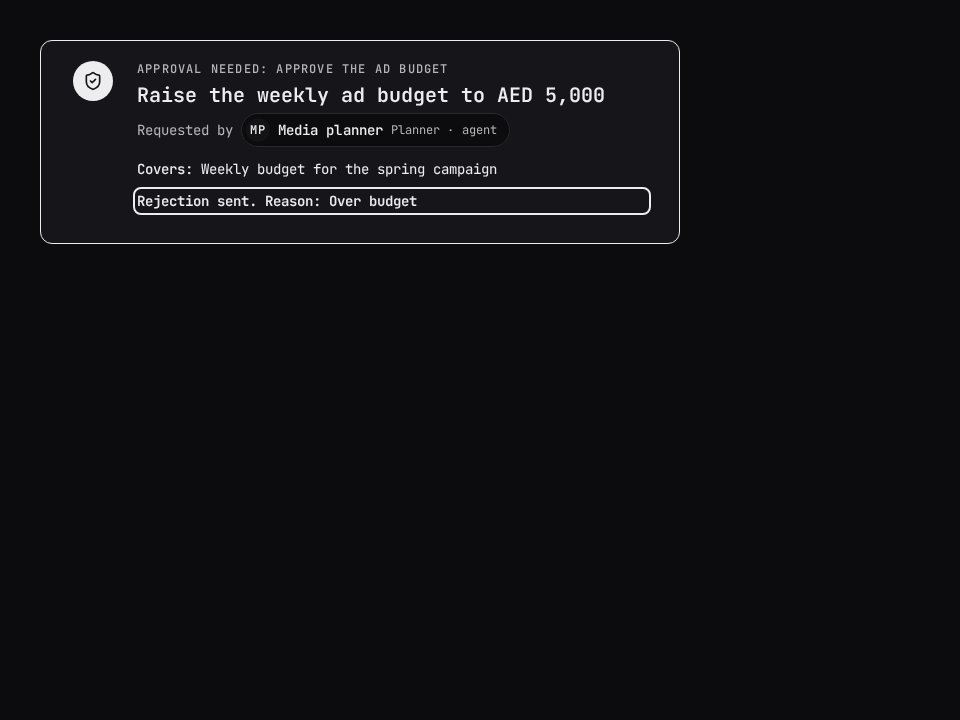 APPROVAL NEEDED: APPROVE THE AD BUDGET
Raise the weekly ad budget to AED 5,000
Requested by MP Media planner Planner · agent
Covers: Weekly budget for the spring campaign
Rejection sent. Reason: Over budget